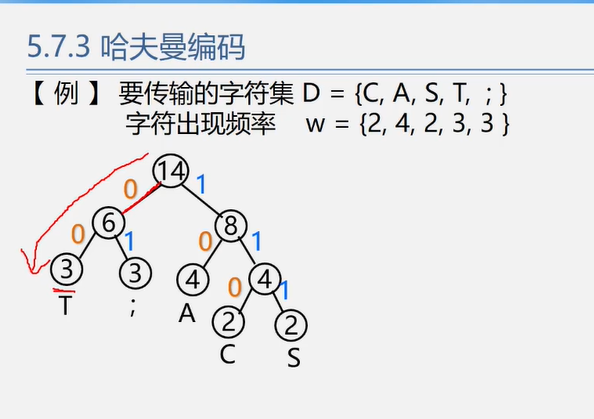 5.7.3 哈夫曼编码
【 例 】 要传输的字符集 D = {C, A, S, T, ; }
字符出现频率 w = {2, 4, 2, 3, 3 }
14
0 1
6 8
0 1 0 1
3 3 4 4
T ; A 0 1
2 2
C S